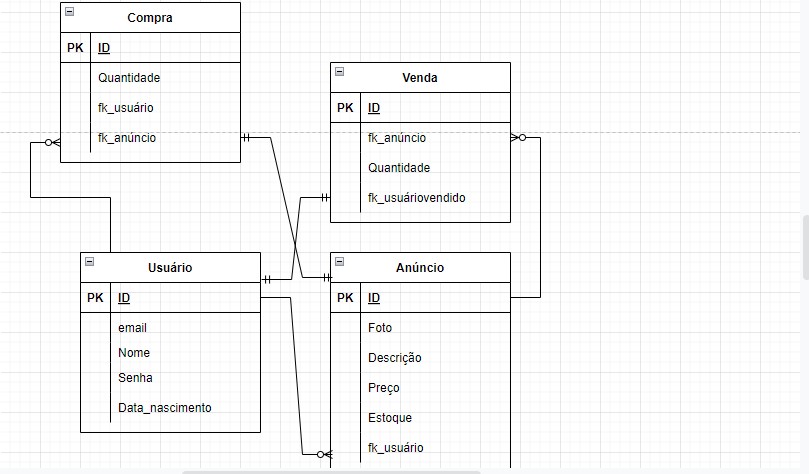 Compra
PK ID
Quantidade
fk_usuário
fk_anúncio
Venda
PK ID
fk_anúncio
Quantidade
fk_usuáriovendido
Usuário
PK ID
email
Nome
Senha
Data_nascimento
Anúncio
PK ID
Foto
Descrição
Preço
Estoque
fk_usuário